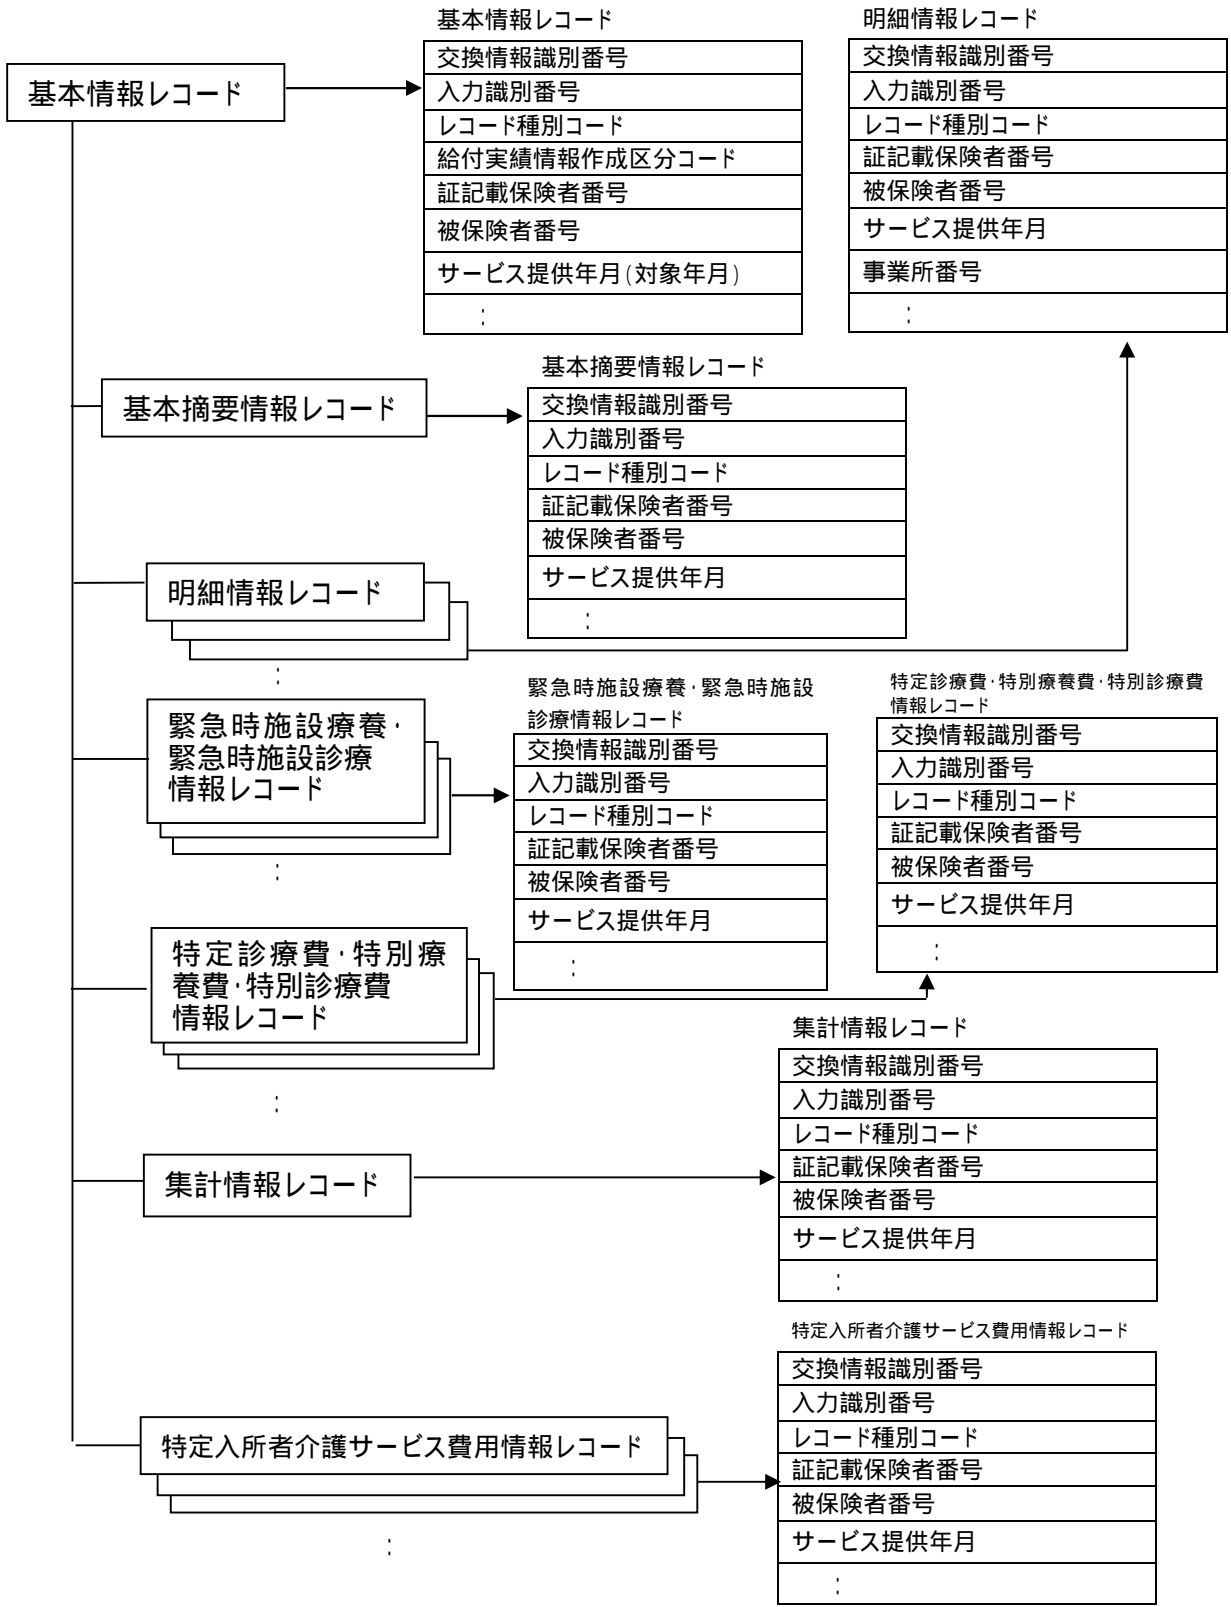 基本情報レコード
基本情報レコード
交換情報識別番号
入力識別番号
レコード種別コード
給付実績情報作成区分コード
証記載保険者番号
被保険者番号
サービス提供年月(対象年月)
:
明細情報レコード
交換情報識別番号
入力識別番号
レコード種別コード
証記載保険者番号
被保険者番号
サービス提供年月
事業所番号
:
基本摘要情報レコード
基本摘要情報レコード
交換情報識別番号
入力識別番号
レコード種別コード
証記載保険者番号
被保険者番号
サービス提供年月
:
明細情報レコード
:
緊急時施設療養・
緊急時施設診療
情報レコード
:
緊急時施設療養・緊急時施設
診療情報レコード
交換情報識別番号
入力識別番号
レコード種別コード
証記載保険者番号
被保険者番号
サービス提供年月
:
特定診療費・特別療養費・特別診療費
情報レコード
交換情報識別番号
入力識別番号
レコード種別コード
証記載保険者番号
被保険者番号
サービス提供年月
:
特定診療費・特別療
養費・特別診療費
情報レコード
:
集計情報レコード
集計情報レコード
交換情報識別番号
入力識別番号
レコード種別コード
証記載保険者番号
被保険者番号
サービス提供年月
:
特定入所者介護サービス費用情報レコード
:
特定入所者介護サービス費用情報レコード
交換情報識別番号
入力識別番号
レコード種別コード
証記載保険者番号
被保険者番号
サービス提供年月
: